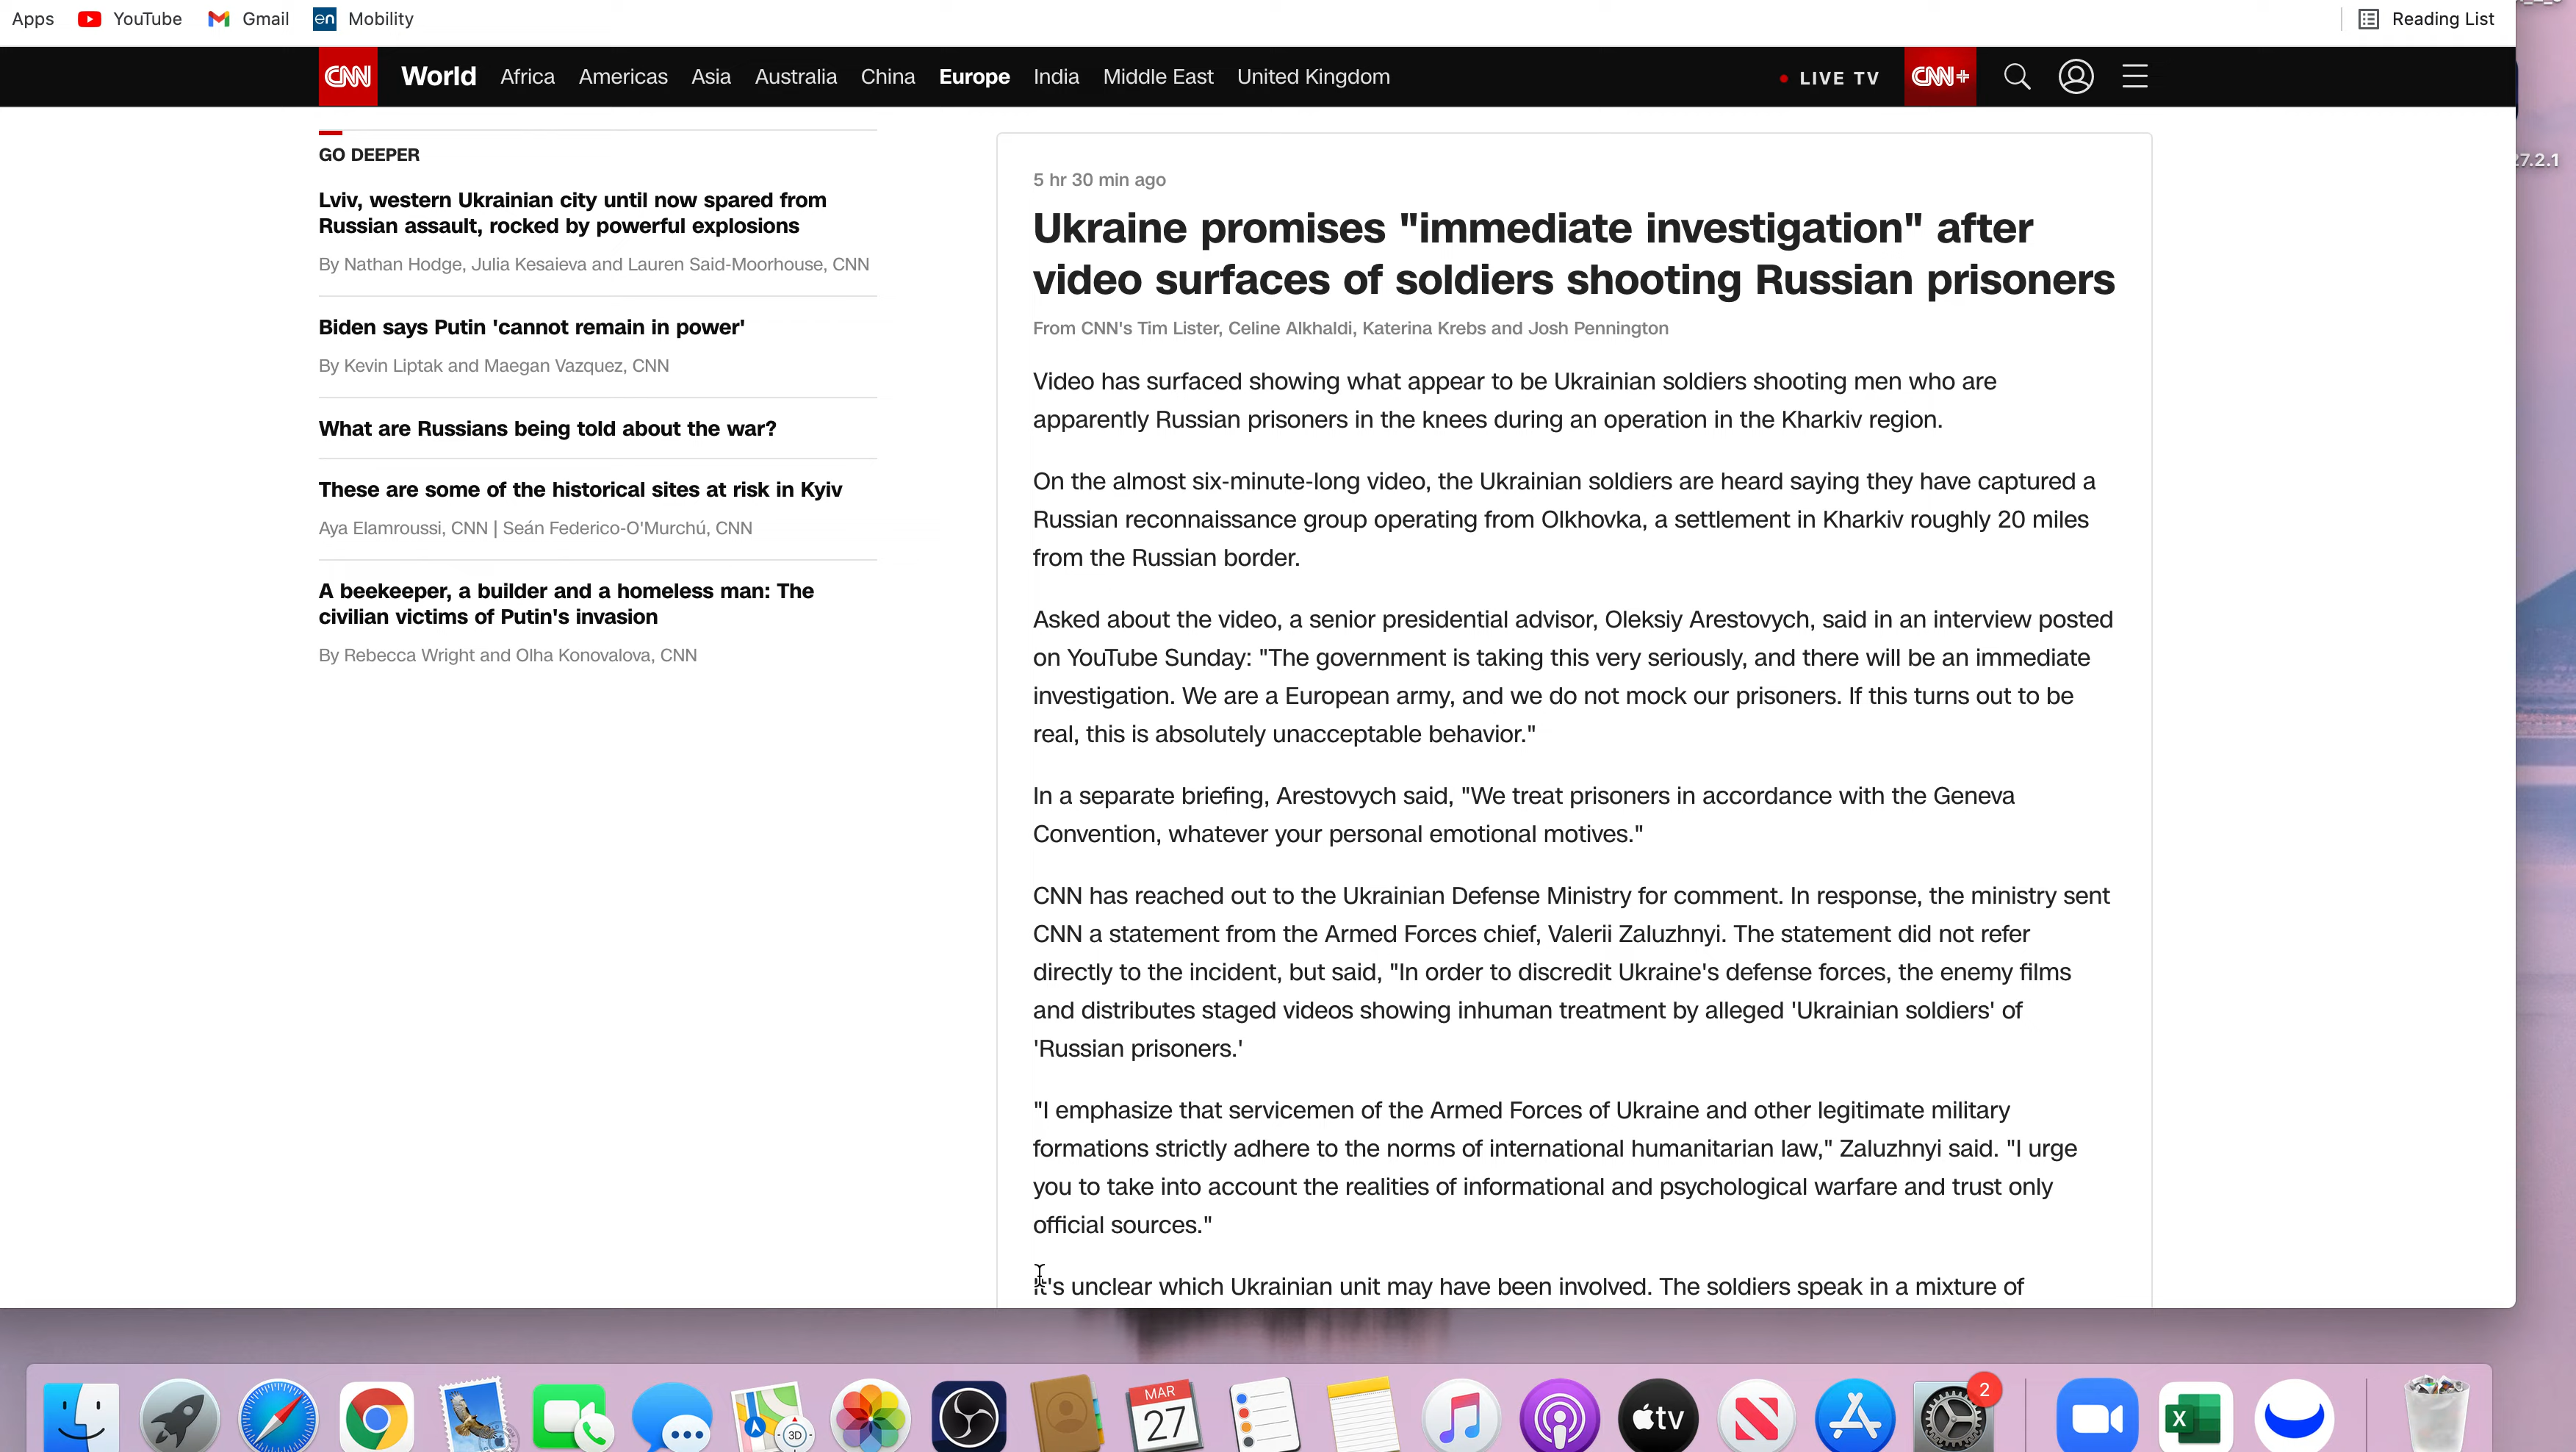 Apps YouTube Gmail en Mobility Reading List
CNN World Africa Americas Asia Australia China Europe India Middle East United Kingdom LIVE TV CNN+
27.2.1
GO DEEPER
Lviv, western Ukrainian city until now spared from
Russian assault, rocked by powerful explosions
By Nathan Hodge, Julia Kesaieva and Lauren Said-Moorhouse, CNN
Biden says Putin 'cannot remain in power'
By Kevin Liptak and Maegan Vazquez, CNN
What are Russians being told about the war?
These are some of the historical sites at risk in Kyiv
Aya Elamroussi, CNN | Seán Federico-O'Murchú, CNN
A beekeeper, a builder and a homeless man: The
civilian victims of Putin's invasion
By Rebecca Wright and Olha Konovalova, CNN
5 hr 30 min ago
Ukraine promises "immediate investigation" after
video surfaces of soldiers shooting Russian prisoners
From CNN's Tim Lister, Celine Alkhaldi, Katerina Krebs and Josh Pennington
Video has surfaced showing what appear to be Ukrainian soldiers shooting men who are
apparently Russian prisoners in the knees during an operation in the Kharkiv region.
On the almost six-minute-long video, the Ukrainian soldiers are heard saying they have captured a
Russian reconnaissance group operating from Olkhovka, a settlement in Kharkiv roughly 20 miles
from the Russian border.
Asked about the video, a senior presidential advisor, Oleksiy Arestovych, said in an interview posted
on YouTube Sunday: "The government is taking this very seriously, and there will be an immediate
investigation. We are a European army, and we do not mock our prisoners. If this turns out to be
real, this is absolutely unacceptable behavior."
In a separate briefing, Arestovych said, "We treat prisoners in accordance with the Geneva
Convention, whatever your personal emotional motives."
CNN has reached out to the Ukrainian Defense Ministry for comment. In response, the ministry sent
CNN a statement from the Armed Forces chief, Valerii Zaluzhnyi. The statement did not refer
directly to the incident, but said, "In order to discredit Ukraine's defense forces, the enemy films
and distributes staged videos showing inhuman treatment by alleged 'Ukrainian soldiers' of
'Russian prisoners.'
"I emphasize that servicemen of the Armed Forces of Ukraine and other legitimate military
formations strictly adhere to the norms of international humanitarian law," Zaluzhnyi said. "I urge
you to take into account the realities of informational and psychological warfare and trust only
official sources."
It's unclear which Ukrainian unit may have been involved. The soldiers speak in a mixture of
3D MAR 27 tv 2 X